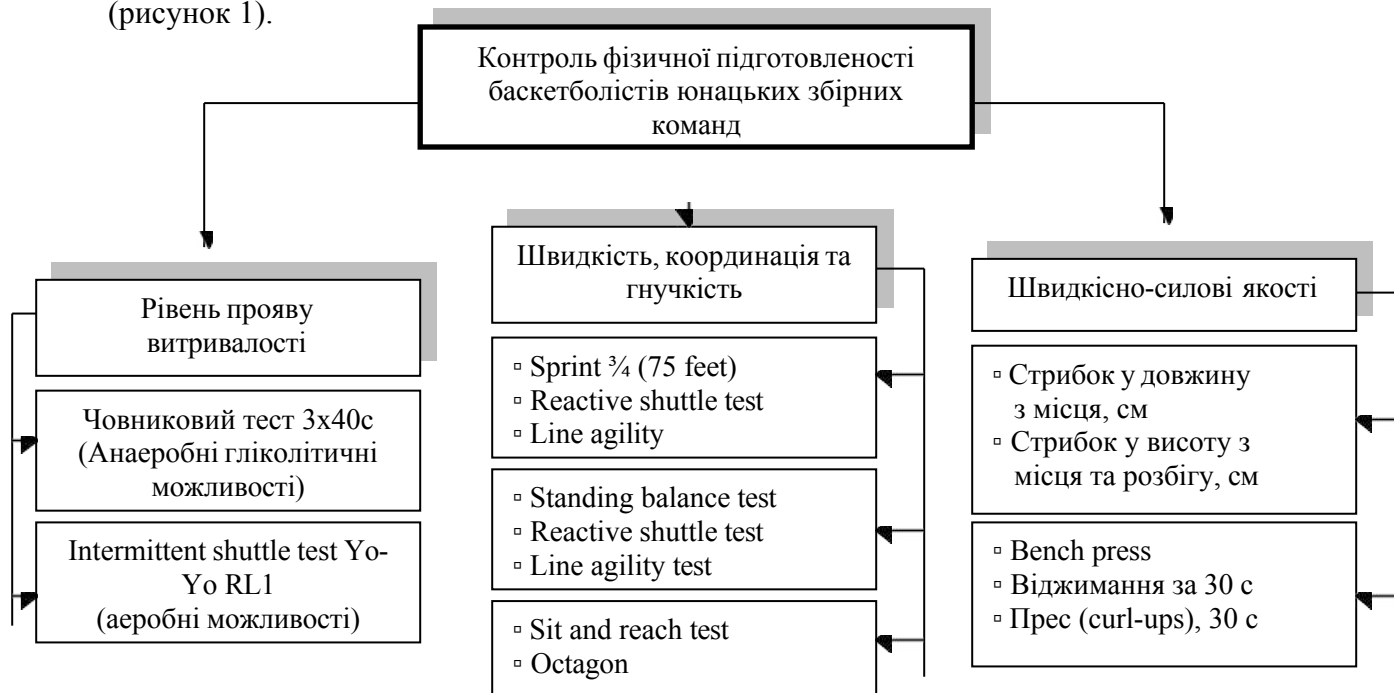 (рисунок 1).
Контроль фізичної підготовленості
баскетболістів юнацьких збірних
команд
Рівень прояву
витривалості
Човниковий тест 3х40с
(Анаеробні гліколітичні
можливості)
Intermittent shuttle test Yo-
Yo RL1
(аеробні можливості)
Швидкість, координація та
гнучкість
▫ Sprint ¾ (75 feet)
▫ Reactive shuttle test
▫ Line agility
▫ Standing balance test
▫ Reactive shuttle test
▫ Line agility test
▫ Sit and reach test
▫ Octagon
Швидкісно-силові якості
▫ Стрибок у довжину
з місця, см
▫ Стрибок у висоту з
місця та розбігу, см
▫ Bench press
▫ Віджимання за 30 с
▫ Прес (curl-ups), 30 с